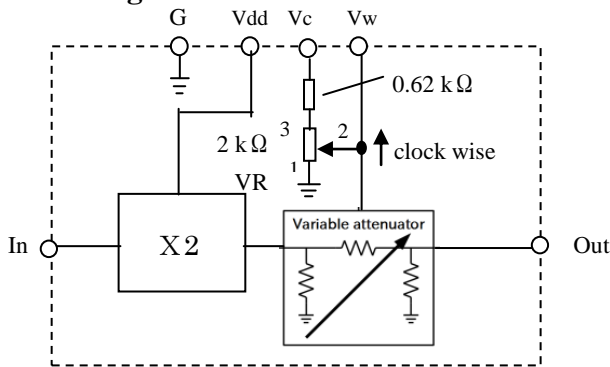 G Vdd Vc Vw
0.62 kΩ
3 2
2 kΩ
clock wise
1
VR
Variable attenuator
In X2 Out